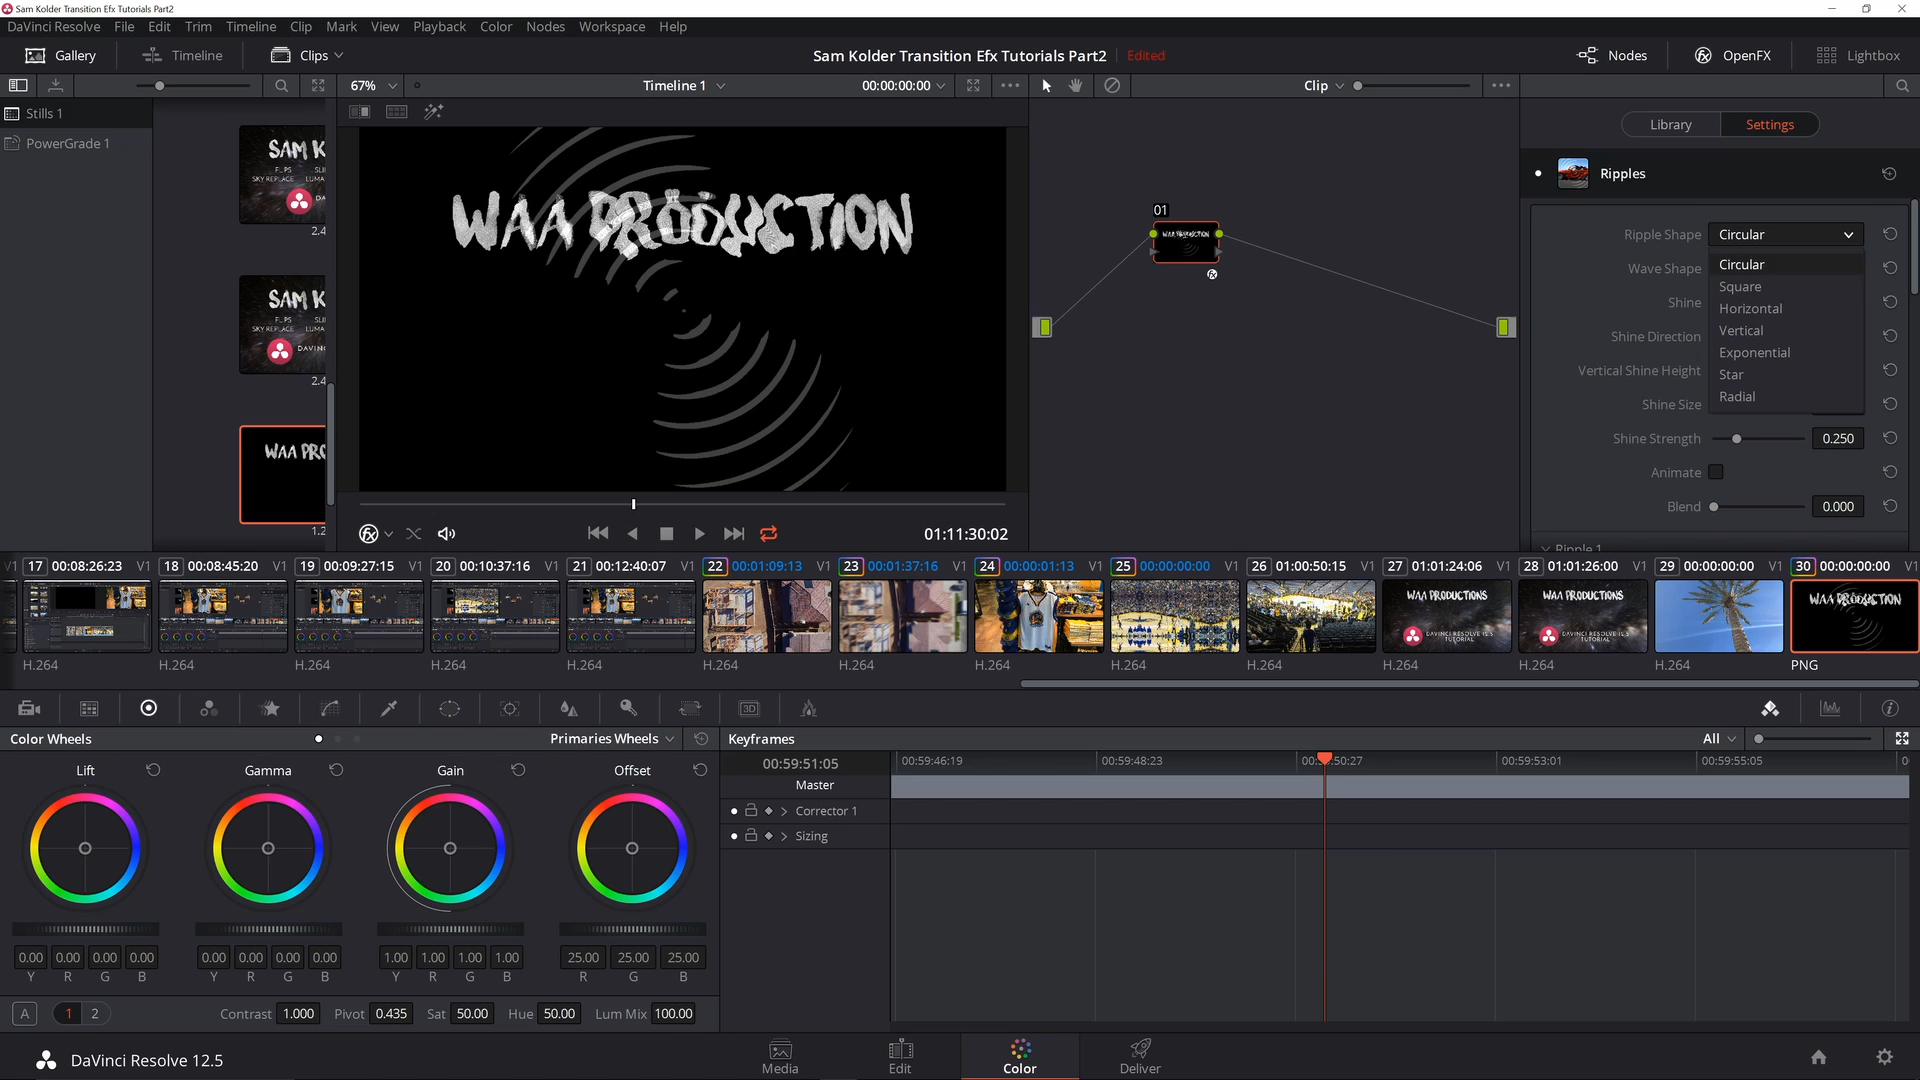 Sam Kolder Transition Efx Tutorials Part2
DaVinci Resolve File Edit Trim Timeline Clip Mark View Playback Color Nodes Workspace Help
Gallery Timeline Clips Sam Kolder Transition Efx Tutorials Part2 Edited Nodes OpenFX Lightbox
67% Timeline 1 00:00:00:00 Clip
Stills 1
PowerGrade 1
SAM K
SKY REPLACE LUMA
2.4
SAM K
SKY REPLACE LUMA
DAVINC
2.4
WAA PRO
1.2
WAA PRODUCTION
01:11:30:02
01
WAA PRODUCTION
Library Settings
Ripples
Ripple Shape Circular
Circular
Wave Shape
Square
Shine
Horizontal
Shine Direction
Vertical
Exponential
Vertical Shine Height
Star
Radial
Shine Size
Shine Strength 0.250
Animate
Blend 0.000
Ripple 1
V1 17 00:08:26:23 V1 18 00:08:45:20 V1 19 00:09:27:15 V1 20 00:10:37:16 V1 21 00:12:40:07 V1 22 00:01:09:13 V1 23 00:01:37:16 V1 24 00:00:01:13 V1 25 00:00:00:00 V1 26 01:00:50:15 V1 27 01:01:24:06 V1 28 01:01:26:00 V1 29 00:00:00:00 V1 30 00:00:00:00 V1
WAA PRODUCTIONS WAA PRODUCTIONS WAA PRODUCTION
DAVINCI RESOLVE 12.5 TUTORIAL DAVINCI RESOLVE 12.5 TUTORIAL
H.264 H.264 H.264 H.264 H.264 H.264 H.264 H.264 H.264 H.264 H.264 H.264 H.264 PNG
3D
Color Wheels Primaries Wheels Keyframes All
Lift Gamma Gain Offset
00:59:51:05 00:59:46:19 00:59:48:23 50:27 00:59:53:01 00:59:55:05 0
Master
Corrector 1
Sizing
0.00 0.00 0.00 0.00 0.00 0.00 0.00 0.00 1.00 1.00 1.00 1.00 25.00 25.00 25.00
Y R G B Y R G B Y R G B R G B
A 1 2 Contrast 1.000 Pivot 0.435 Sat 50.00 Hue 50.00 Lum Mix 100.00
DaVinci Resolve 12.5 Media Edit Color Deliver